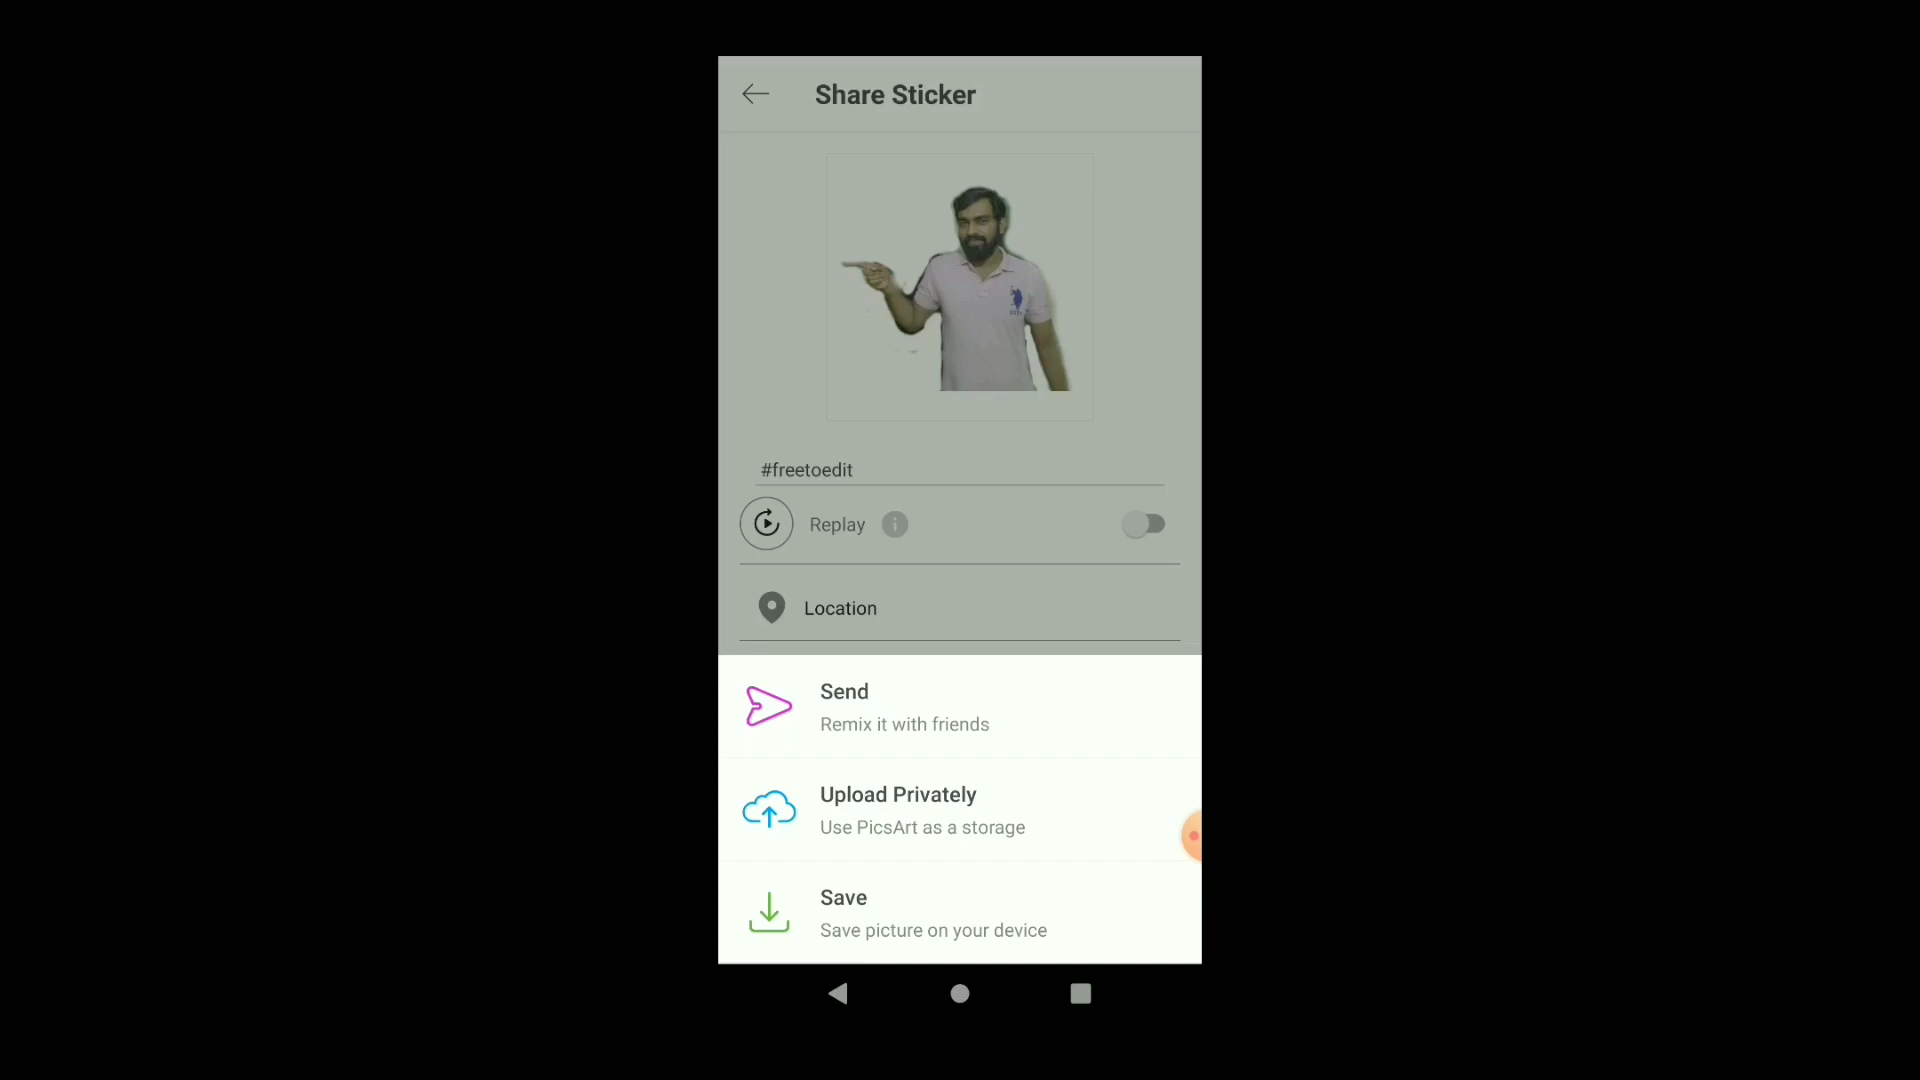 Share Sticker
#freetoedit
Replay
Location
Send
Remix it with friends
Upload Privately
Use PicsArt as a storage
Save
Save picture on your device